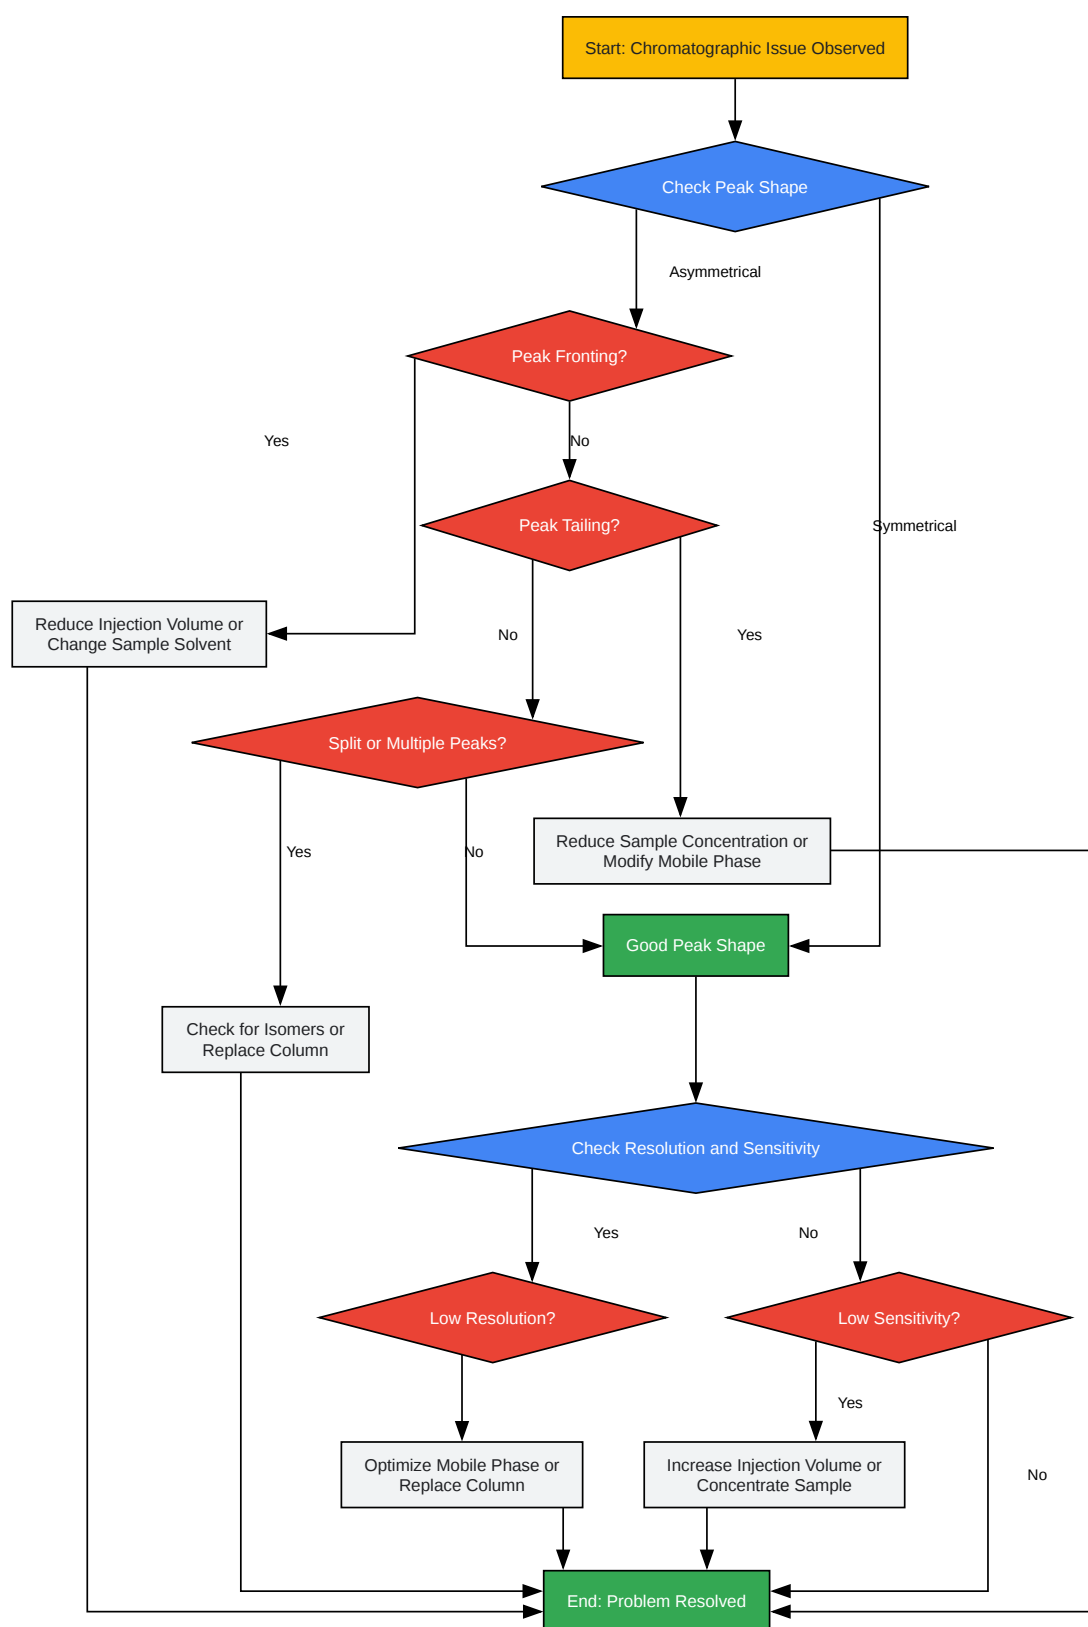 Start: Chromatographic Issue Observed
Check Peak Shape
Asymmetrical
Peak Fronting?
Yes
No
Peak Tailing?
Symmetrical
Reduce Injection Volume or
Change Sample Solvent
No
Yes
Split or Multiple Peaks?
Yes
No
Reduce Sample Concentration or
Modify Mobile Phase
Good Peak Shape
Check for Isomers or
Replace Column
Check Resolution and Sensitivity
Yes
No
Low Resolution?
Low Sensitivity?
Yes
Optimize Mobile Phase or
Replace Column
Increase Injection Volume or
Concentrate Sample
No
End: Problem Resolved